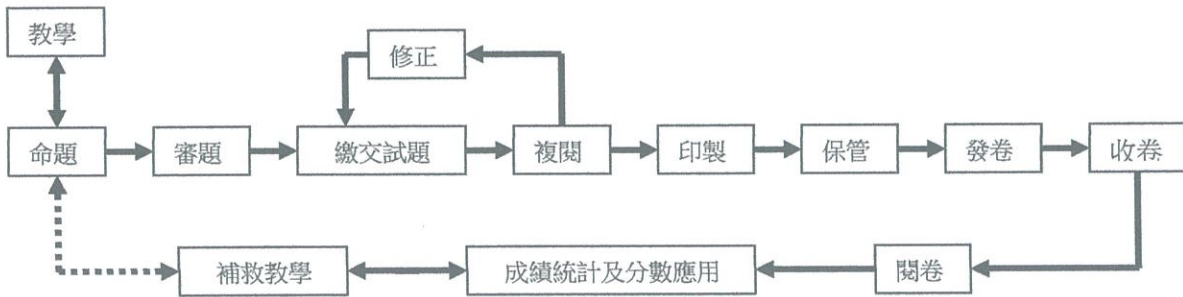 教學
修正
命題
審題
繳交試題
複閱
印製
保管
發卷
收卷
補救教學
成績統計及分數應用
閱卷